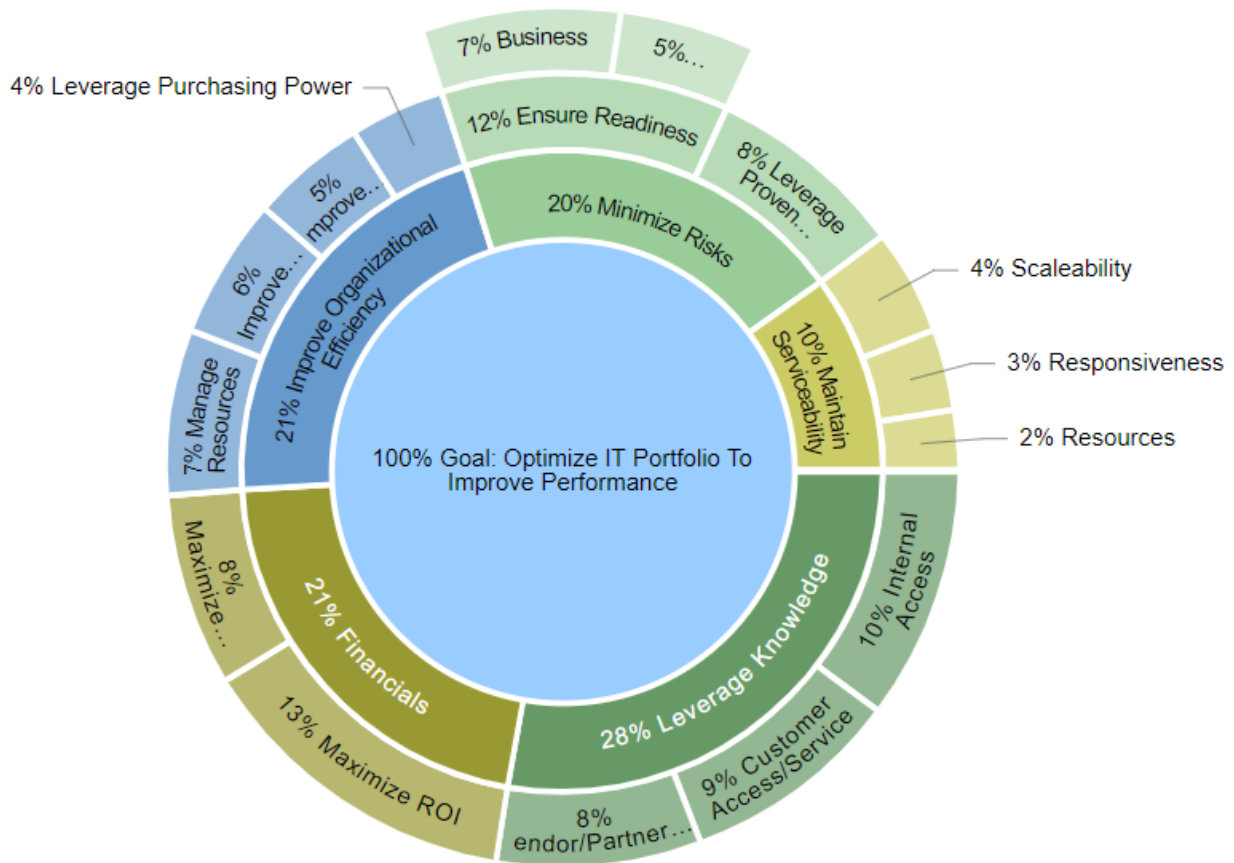 7% Business
5%...
4% Leverage Purchasing Power
12% Ensure Readiness
8% Leverage
Proven
...
5%
mprove...
20% Minimize Risks
6%
Improve
...
21% Improve Organizational
Efficiency
4% Scaleability
10% Maintain
Serviceability
3% Responsiveness
7% Manage
Resources
2% Resources
100% Goal: Optimize IT Portfolio To
Improve Performance
8%
Maximize
...
21% Financials
28% Leverage Knowledge
10% Internal
Access
13% Maximize ROI
9% Customer
Access/Service
8%
endor/Partner...